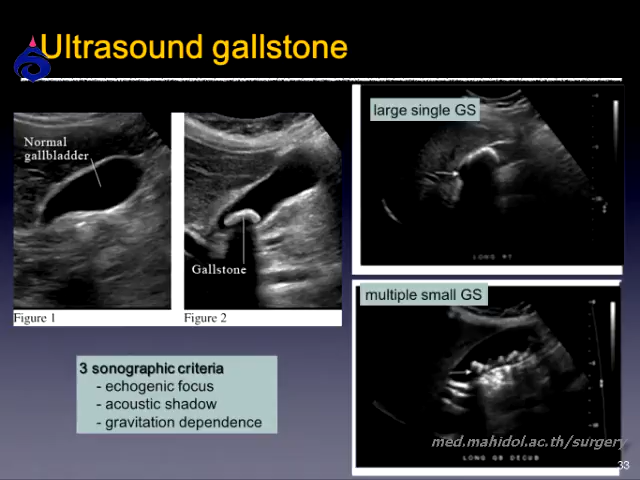 Ultrasound gallstone
Normal
gallbladder
Gallstone
Figure 1
Figure 2
large single GS
LONG RT
multiple small GS
LONG GB DECUB
3 sonographic criteria
- echogenic focus
- acoustic shadow
- gravitation dependence
med.mahidol.ac.th/surgery
33